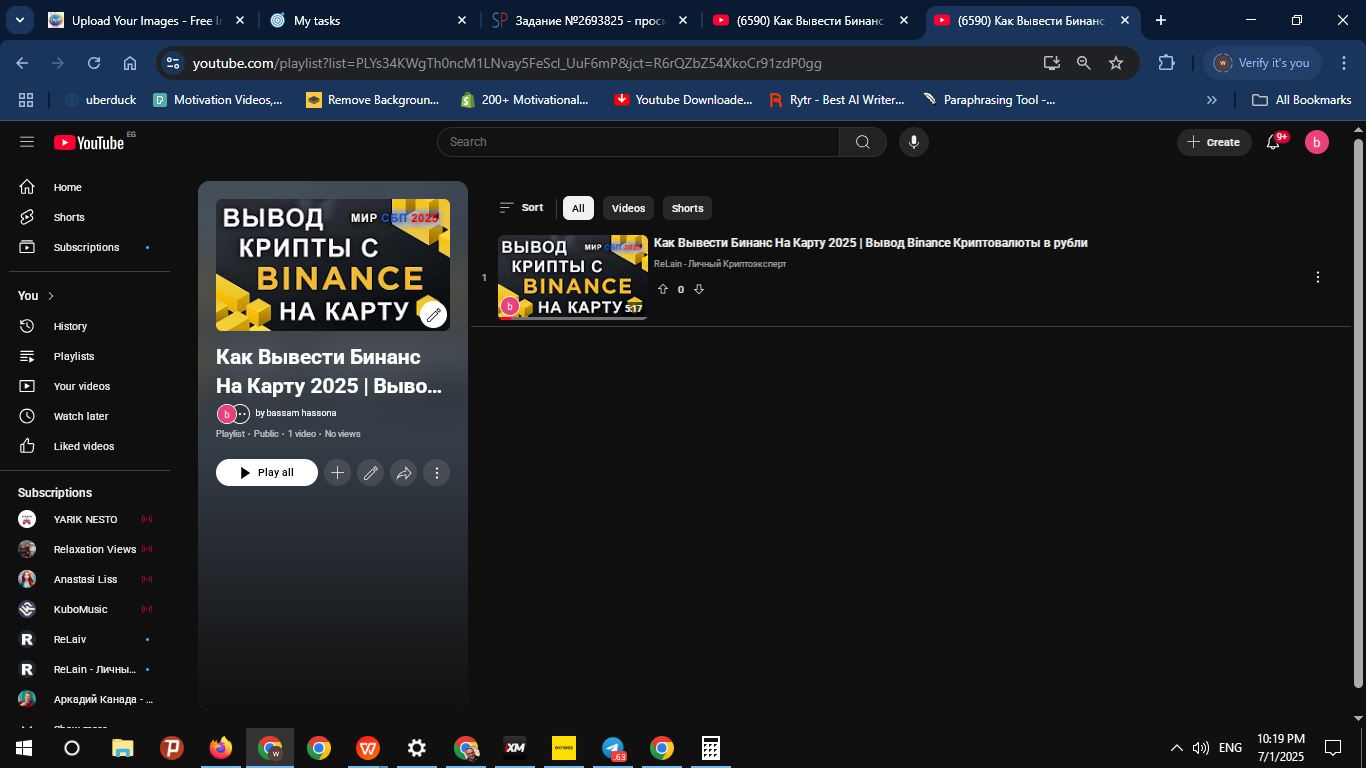 Upload Your Images - Free Ir
My tasks
Задание №2693825 - прос
(6590) Как Вывести Бинанс
(6590) Как Вывести Бинанс
youtube.com/playlist?list=PLYs34KWgTh0ncM1LNvay5FeScl_UuF6mP&jct=R6rQZbZ54XkoCr91zdP0gg
Verify it's you
uberduck
Motivation Videos,...
Remove Backgroun...
200+ Motivational...
Youtube Downloade...
Rytr - Best AI Writer...
Paraphrasing Tool -...
All Bookmarks
YouTube EG
Search
Create
9+
b
Home
Shorts
Subscriptions
You
History
Playlists
Your videos
Watch later
Liked videos
Subscriptions
YARIK NESTO
Relaxation Views
Anastasi Liss
KuboMusic
ReLaiv
ReLain - Личны...
Аркадий Канада - ...
ВЫВОД МИР СБП 2025
КРИПТЫ С
BINANCE
НА КАРТУ
Как Вывести Бинанс
На Карту 2025 | Выво...
b by bassam hassona
Playlist • Public • 1 video • No views
Play all
Sort
All
Videos
Shorts
1
ВЫВОД МИР СБП 2025
КРИПТЫ С
BINANCE
b НА КАРТУ 5:17
Как Вывести Бинанс На Карту 2025 | Вывод Binance Криптовалюты в рубли
ReLain - Личный Криптоэксперт
0
XM
exness
63
ENG
10:19 PM
7/1/2025